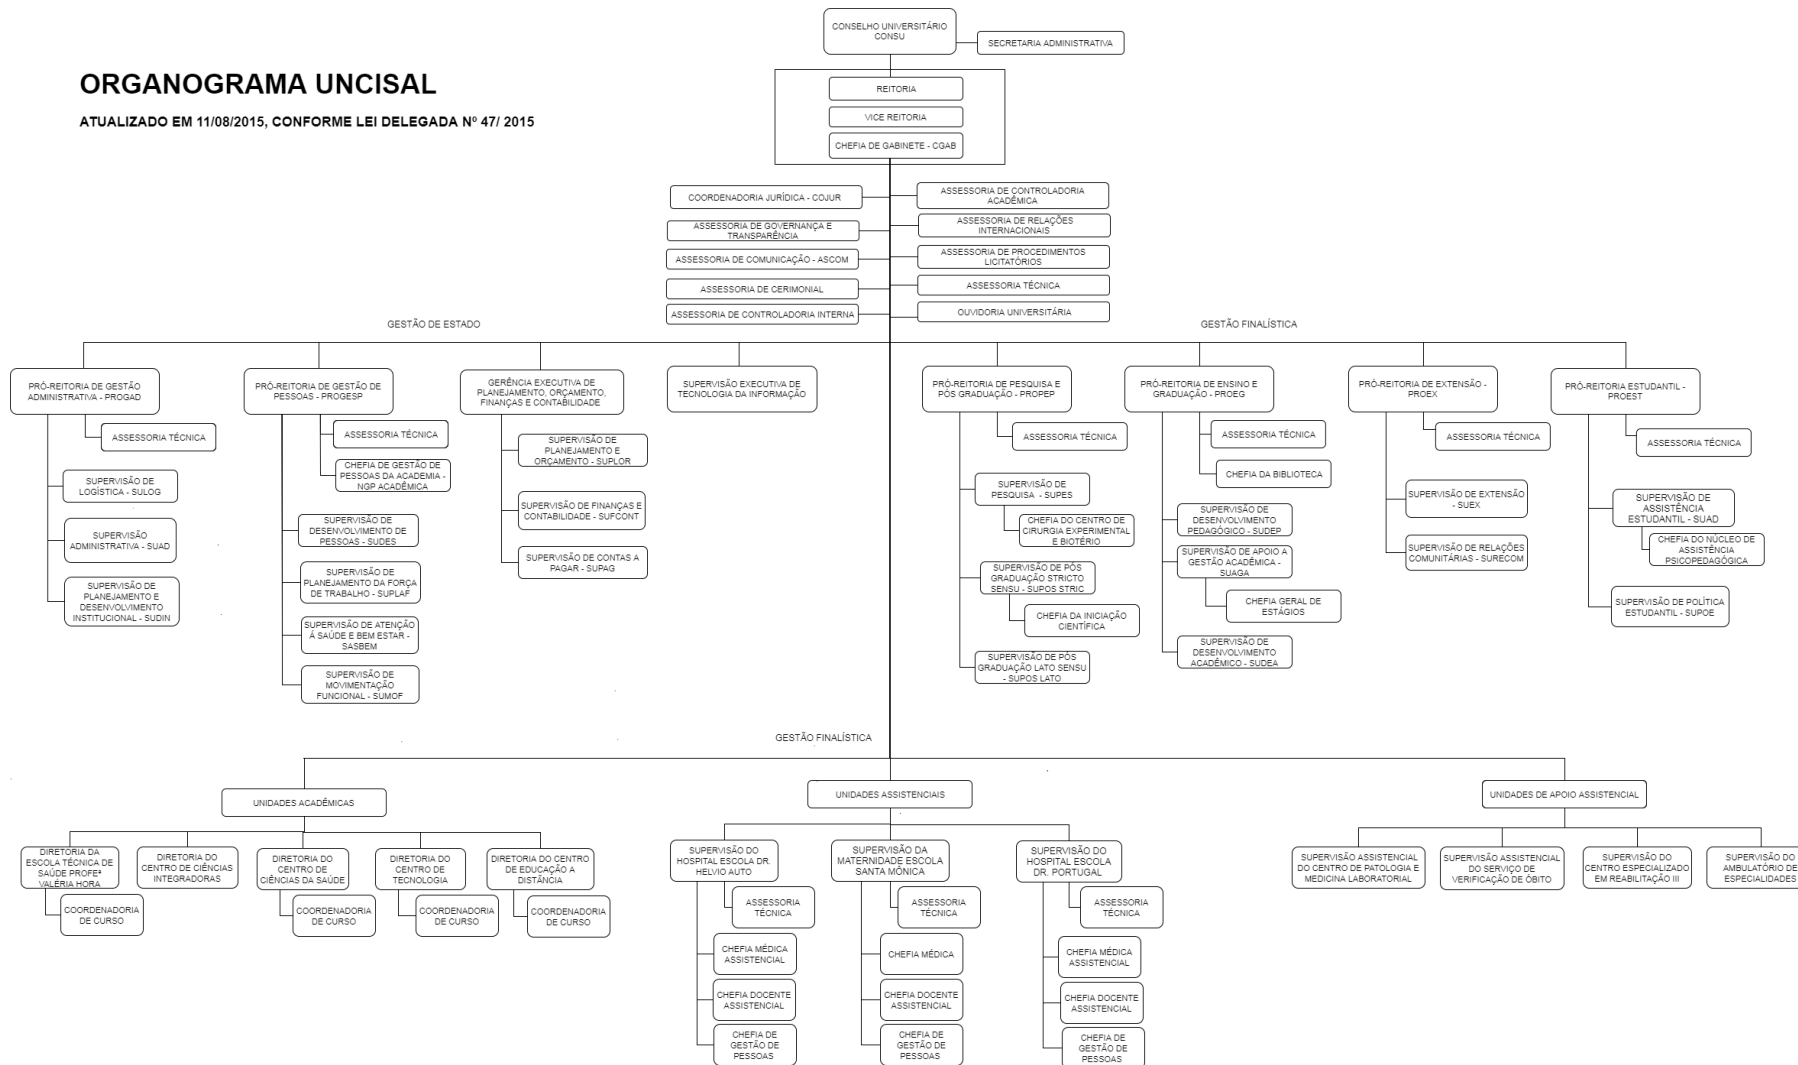 CONSELHO UNIVERSITÁRIO
CONSU
SECRETARIA ADMINISTRATIVA
ORGANOGRAMA UNCISAL
ATUALIZADO EM 11/08/2015, CONFORME LEI DELEGADA Nº 47/ 2015
REITORIA
VICE REITORIA
CHEFIA DE GABINETE - CGAB
COORDENADORIA JURÍDICA - COJUR
ASSESSORIA DE CONTROLADORIA
ACADÊMICA
ASSESSORIA DE GOVERNANÇA E
TRANSPARÊNCIA
ASSESSORIA DE RELAÇÕES
INTERNACIONAIS
ASSESSORIA DE COMUNICAÇÃO - ASCOM
ASSESSORIA DE PROCEDIMENTOS
LICITATÓRIOS
ASSESSORIA DE CERIMONIAL
ASSESSORIA TÉCNICA
ASSESSORIA DE CONTROLADORIA INTERNA
OUVIDORIA UNIVERSITÁRIA
GESTÃO DE ESTADO
GESTÃO FINALÍSTICA
PRÓ-REITORIA DE GESTÃO
ADMINISTRATIVA - PROGAD
ASSESSORIA TÉCNICA
SUPERVISÃO DE
LOGÍSTICA - SULOG
SUPERVISÃO
ADMINISTRATIVA - SUAD
SUPERVISÃO DE
PLANEJAMENTO E
DESENVOLVIMENTO
INSTITUCIONAL - SUDIN
PRÓ-REITORIA DE GESTÃO DE
PESSOAS - PROGESP
ASSESSORIA TÉCNICA
CHEFIA DE GESTÃO DE
PESSOAS DA ACADEMIA -
NGP ACADÊMICA
SUPERVISÃO DE
DESENVOLVIMENTO DE
PESSOAS - SUDES
SUPERVISÃO DE
PLANEJAMENTO DA FORÇA
DE TRABALHO - SUPLAF
SUPERVISÃO DE ATENÇÃO
Á SAÚDE E BEM ESTAR -
SASBEM
SUPERVISÃO DE
MOVIMENTAÇÃO
FUNCIONAL - SUMOF
GERÊNCIA EXECUTIVA DE
PLANEJAMENTO, ORÇAMENTO,
FINANÇAS E CONTABILIDADE
SUPERVISÃO DE
PLANEJAMENTO E
ORÇAMENTO - SUPLOR
SUPERVISÃO DE FINANÇAS E
CONTABILIDADE - SUFCONT
SUPERVISÃO DE CONTAS A
PAGAR - SUPAG
SUPERVISÃO EXECUTIVA DE
TECNOLOGIA DA INFORMAÇÃO
PRÓ-REITORIA DE PESQUISA E
PÓS GRADUAÇÃO - PROPEP
ASSESSORIA TÉCNICA
SUPERVISÃO DE
PESQUISA - SUPES
CHEFIA DO CENTRO DE
CIRURGIA EXPERIMENTAL
E BIOTÉRIO
SUPERVISÃO DE PÓS
GRADUAÇÃO STRICTO
SENSU - SUPOS STRIC
CHEFIA DA INICIAÇÃO
CIENTÍFICA
SUPERVISÃO DE PÓS
GRADUAÇÃO LATO SENSU
- SUPOS LATO
PRÓ-REITORIA DE ENSINO E
GRADUAÇÃO - PROEG
ASSESSORIA TÉCNICA
CHEFIA DA BIBLIOTECA
SUPERVISÃO DE
DESENVOLVIMENTO
PEDAGÓGICO - SUDEP
SUPERVISÃO DE APOIO A
GESTÃO ACADÊMICA -
SUAGA
CHEFIA GERAL DE
ESTÁGIOS
SUPERVISÃO DE
DESENVOLVIMENTO
ACADÊMICO - SUDEA
PRÓ-REITORIA DE EXTENSÃO -
PROEX
ASSESSORIA TÉCNICA
SUPERVISÃO DE EXTENSÃO
- SUEX
SUPERVISÃO DE RELAÇÕES
COMUNITÁRIAS - SURECOM
PRÓ-REITORIA ESTUDANTIL -
PROEST
ASSESSORIA TÉCNICA
SUPERVISÃO DE
ASSISTÊNCIA
ESTUDANTIL - SUAD
CHEFIA DO NÚCLEO DE
ASSISTÊNCIA
PSICOPEDAGÓGICA
SUPERVISÃO DE POLÍTICA
ESTUDANTIL - SUPOE
GESTÃO FINALÍSTICA
UNIDADES ACADÊMICAS
DIRETORIA DA
ESCOLA TÉCNICA DE
SAÚDE PROFEª
VALÉRIA HORA
COORDENADORIA
DE CURSO
DIRETORIA DO
CENTRO DE CIÊNCIAS
INTEGRADORAS
DIRETORIA DO
CENTRO DE
CIÊNCIAS DA SAÚDE
COORDENADORIA
DE CURSO
DIRETORIA DO
CENTRO DE
TECNOLOGIA
COORDENADORIA
DE CURSO
DIRETORIA DO CENTRO
DE EDUCAÇÃO A
DISTÂNCIA
COORDENADORIA
DE CURSO
UNIDADES ASSISTENCIAIS
SUPERVISÃO DO
HOSPITAL ESCOLA DR.
HELVIO AUTO
ASSESSORIA
TÉCNICA
CHEFIA MÉDICA
ASSISTENCIAL
CHEFIA DOCENTE
ASSISTENCIAL
CHEFIA DE
GESTÃO DE
PESSOAS
SUPERVISÃO DA
MATERNIDADE ESCOLA
SANTA MÔNICA
ASSESSORIA
TÉCNICA
CHEFIA MÉDICA
CHEFIA DOCENTE
ASSISTENCIAL
CHEFIA DE
GESTÃO DE
PESSOAS
SUPERVISÃO DO
HOSPITAL ESCOLA
DR. PORTUGAL
ASSESSORIA
TÉCNICA
CHEFIA MÉDICA
ASSISTENCIAL
CHEFIA DOCENTE
ASSISTENCIAL
CHEFIA DE
GESTÃO DE
PESSOAS
UNIDADES DE APOIO ASSISTENCIAL
SUPERVISÃO ASSISTENCIAL
DO CENTRO DE PATOLOGIA E
MEDICINA LABORATORIAL
SUPERVISÃO ASSISTENCIAL
DO SERVIÇO DE
VERIFICAÇÃO DE ÓBITO
SUPERVISÃO DO
CENTRO ESPECIALIZADO
EM REABILITAÇÃO III
SUPERVISÃO DO
AMBULATÓRIO DE
ESPECIALIDADES